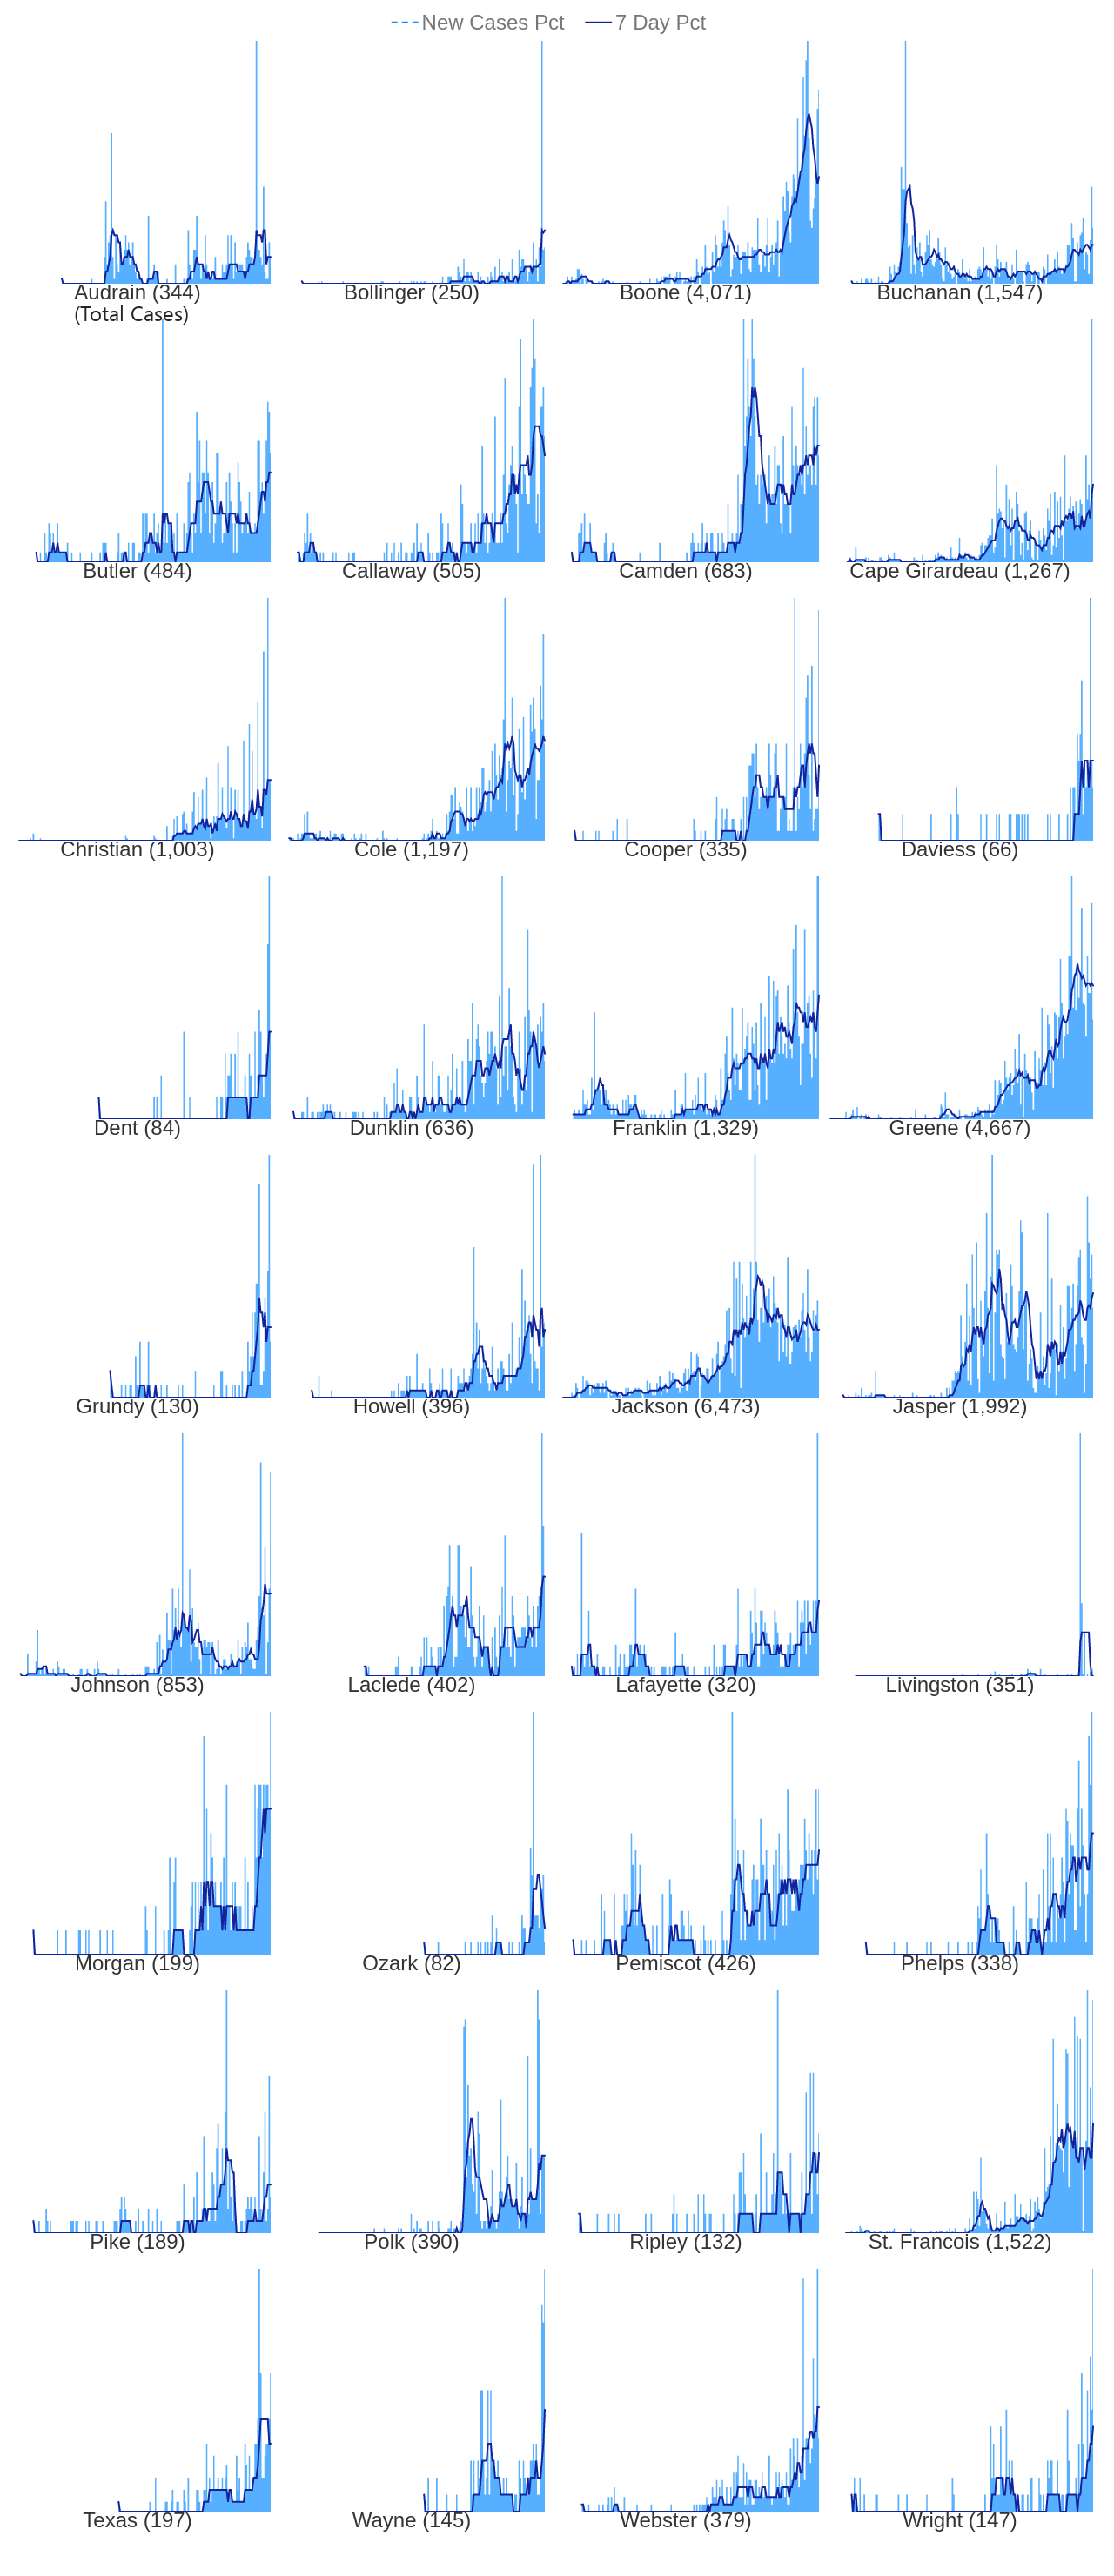 New Cases Pct 7 Day Pct
Audrain (344) Bollinger (250) Boone (4,071) Buchanan (1,547)
(Total Cases)
Butler (484) Callaway (505) Camden (683) Cape Girardeau (1,267)
Christian (1,003) Cole (1,197) Cooper (335) Daviess (66)
Dent (84) Dunklin (636) Franklin (1,329) Greene (4,667)
Grundy (130) Howell (396) Jackson (6,473) Jasper (1,992)
Johnson (853) Laclede (402) Lafayette (320) Livingston (351)
Morgan (199) Ozark (82) Pemiscot (426) Phelps (338)
Pike (189) Polk (390) Ripley (132) St. Francois (1,522)
Texas (197) Wayne (145) Webster (379) Wright (147)